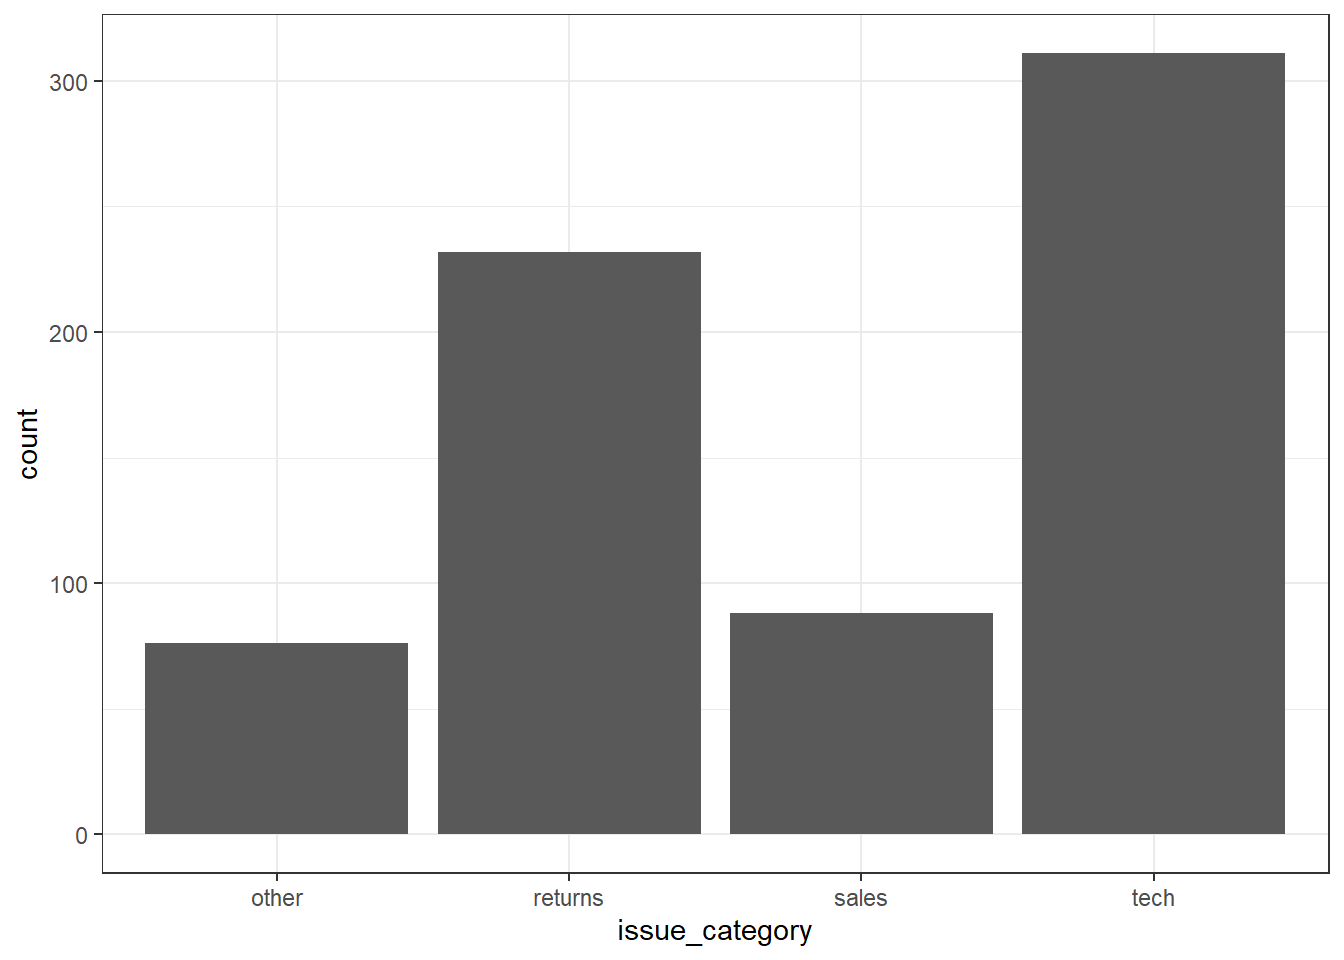 300
200
100
0
count
other returns sales tech
issue_category